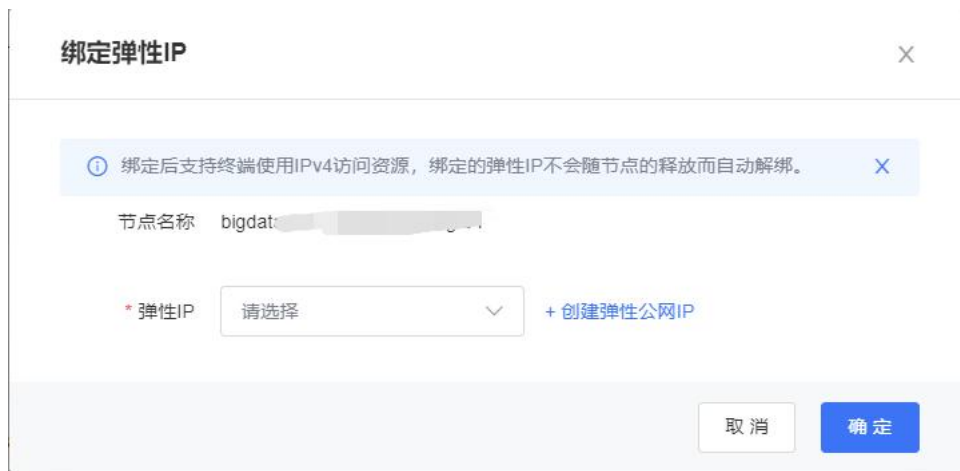 绑定弹性IP
绑定后支持终端使用IPv4访问资源，绑定的弹性IP不会随节点的释放而自动解绑。
节点名称 bigdat
* 弹性IP 请选择 + 创建弹性公网IP
取消 确定